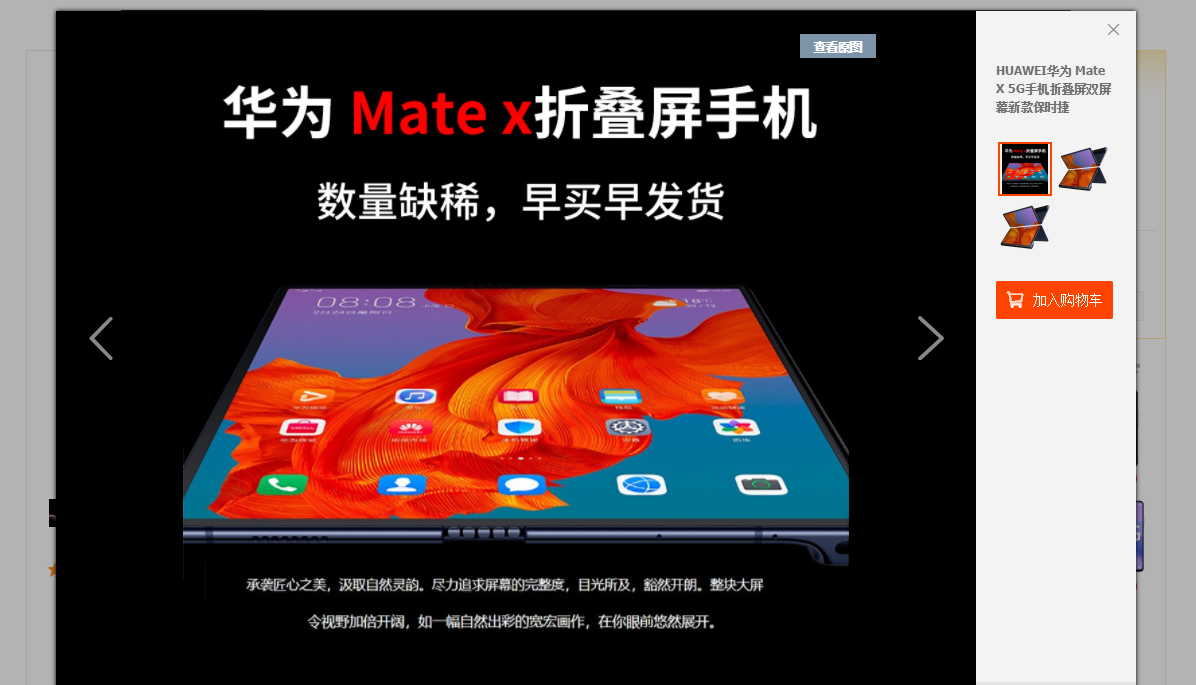 查看原图
华为 Mate x折叠屏手机
数量缺稀，早买早发货
08:08
承袭匠心之美，汲取自然灵韵。尽力追求屏幕的完整度，目光所及，豁然开朗。整块大屏
令视野加倍开阔，如一幅自然出彩的宽宏画作，在你眼前悠然展开。
HUAWEI华为 Mate
X 5G手机折叠屏双屏
幕新款保时捷
加入购物车